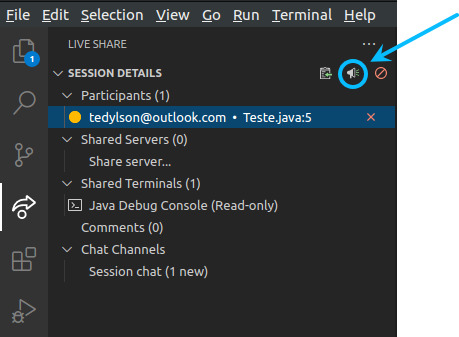 File Edit Selection View Go Run Terminal Help
LIVE SHARE
SESSION DETAILS
Participants (1)
tedylson@outlook.com • Teste.java:5
Shared Servers (0)
Share server...
Shared Terminals (1)
Java Debug Console (Read-only)
Comments (0)
Chat Channels
Session chat (1 new)
1